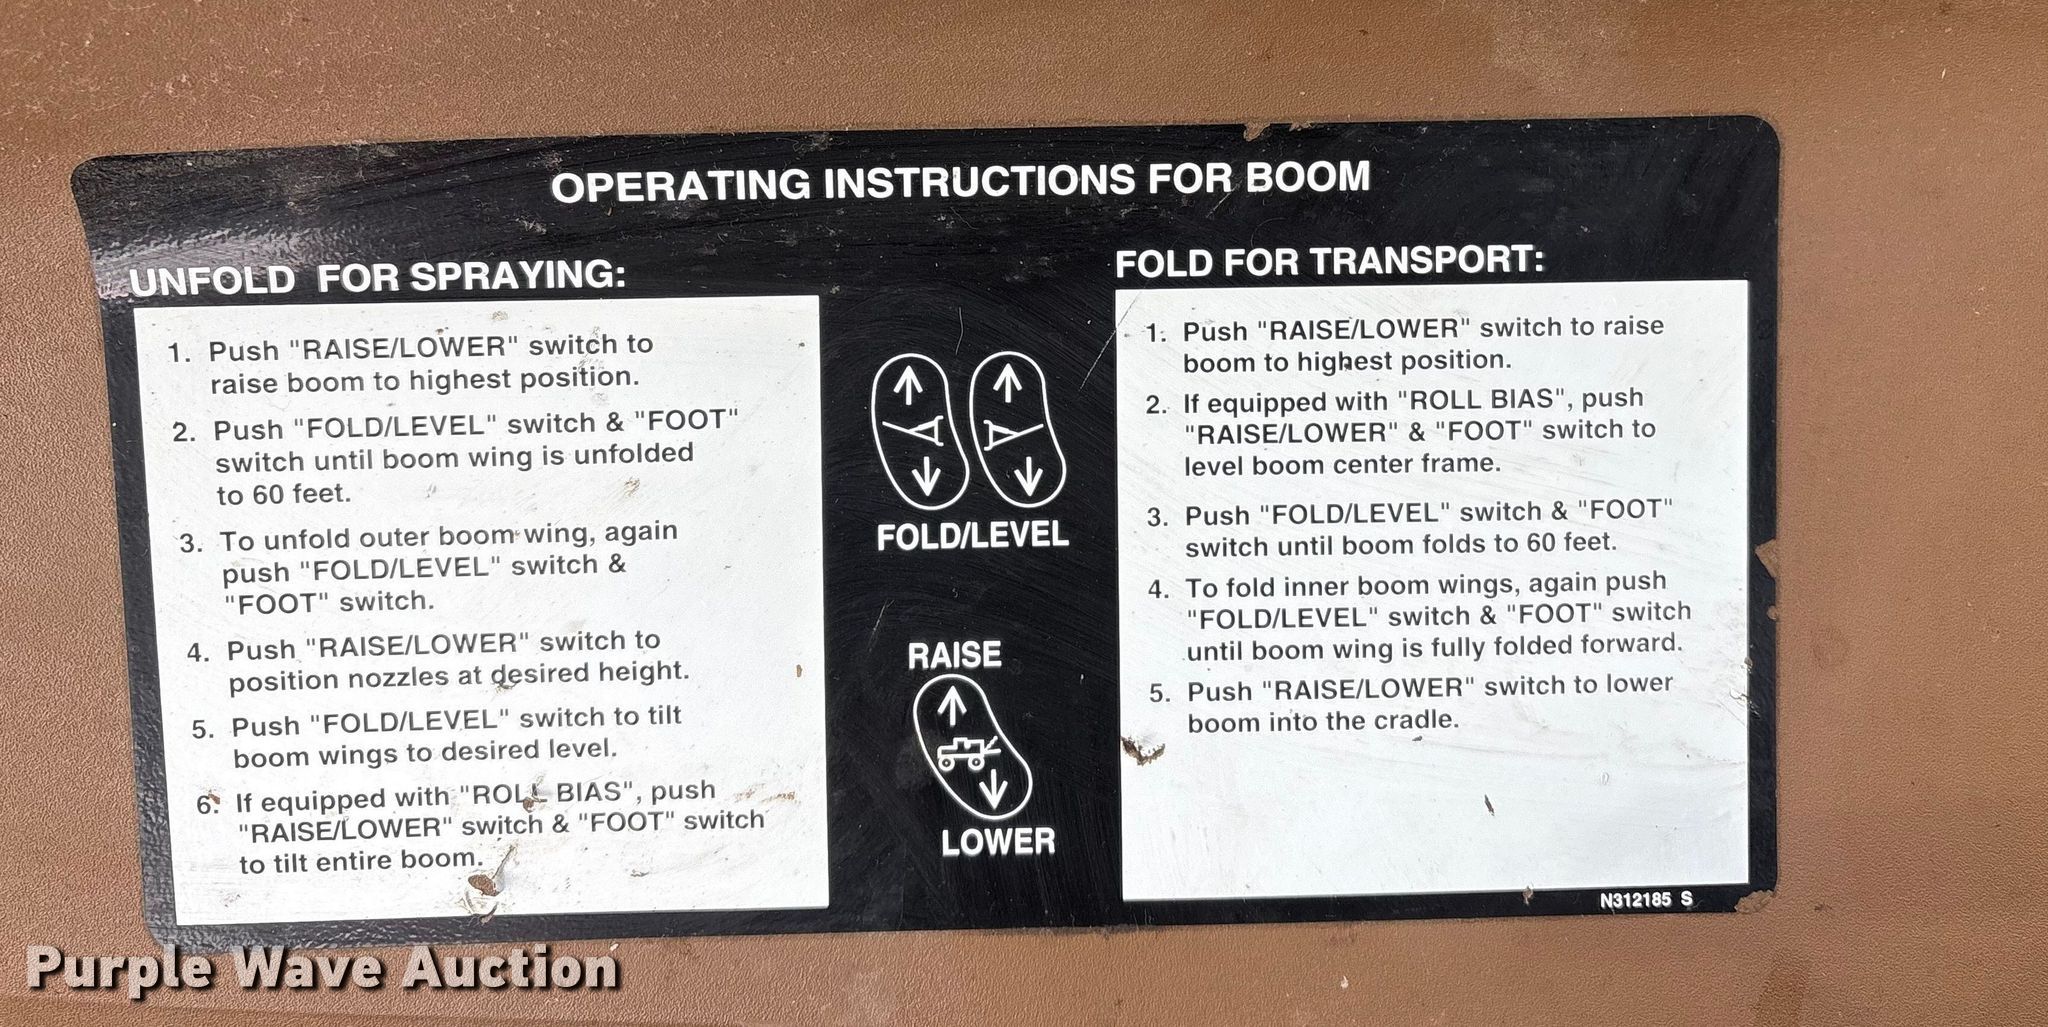 OPERATING INSTRUCTIONS FOR BOOM
UNFOLD FOR SPRAYING:
1. Push "RAISE/LOWER" switch to
raise boom to highest position.
2. Push "FOLD/LEVEL" switch & "FOOT"
switch until boom wing is unfolded
to 60 feet.
3. To unfold outer boom wing, again
push "FOLD/LEVEL" switch &
"FOOT" switch.
4. Push "RAISE/LOWER" switch to
position nozzles at desired height.
5. Push "FOLD/LEVEL" switch to tilt
boom wings to desired level.
6. If equipped with "ROLL BIAS", push
"RAISE/LOWER" switch & "FOOT" switch
to tilt entire boom.
FOLD/LEVEL
RAISE
LOWER
FOLD FOR TRANSPORT:
1. Push "RAISE/LOWER" switch to raise
boom to highest position.
2. If equipped with "ROLL BIAS", push
"RAISE/LOWER" & "FOOT" switch to
level boom center frame.
3. Push "FOLD/LEVEL" switch & "FOOT"
switch until boom folds to 60 feet.
4. To fold inner boom wings, again push
"FOLD/LEVEL" switch & "FOOT" switch
until boom wing is fully folded forward.
5. Push "RAISE/LOWER" switch to lower
boom into the cradle.
N312185 S
Purple Wave Auction